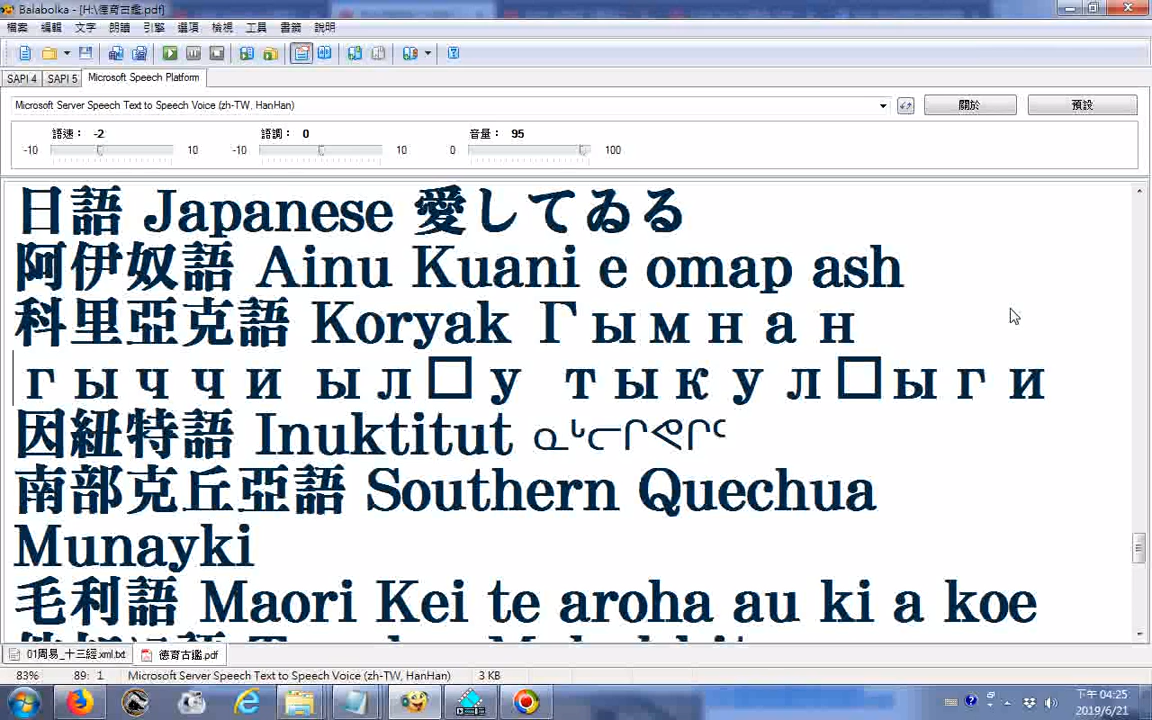 Balabolka - [H:\德育古鑑.pdf]
檔案 編輯 文字 朗讀 引擎 選項 檢視 工具 書籤 說明
SAPI 4 SAPI 5 Microsoft Speech Platform
Microsoft Server Speech Text to Speech Voice (zh-TW, HanHan) 關於 預設
語速： -2 語調： 0 音量： 95
-10 10 -10 10 0 100
日語 Japanese 愛してゐる
阿伊奴語 Ainu Kuani e omap ash
科里亞克語 Koryak Гымнан
гыччи ыл□у тыкул□ыги
因紐特語 Inuktitut ᓇᒡᓕᒋᕙᒋᑦ
南部克丘亞語 Southern Quechua
Munayki
毛利語 Maori Kei te aroha au ki a koe
01周易_十三經.xml.txt 德育古鑑.pdf
83% 89: 1 Microsoft Server Speech Text to Speech Voice (zh-TW, HanHan) 3 KB
下午 04:25
2019/6/21